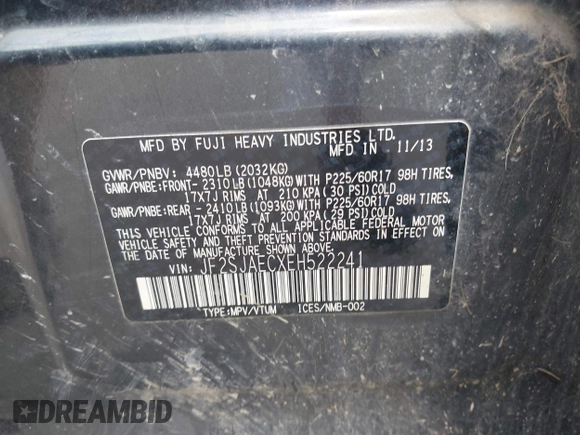 MFD BY FUJI HEAVY INDUSTRIES LTD.
MFD IN 11/13
GVWR/PNBV: 4480LB(2032KG)
GAWR/PNBE:FRONT- 2310LB(1048KG)WITH P225/60R17 98H TIRES,
17X7J RIMS AT 210 KPA(30 PSI)COLD
GAWR/PNBE:REAR -2410LB(1093KG)WITH P225/60R17 98H TIRES,
17X7J RIMS AT 200 KPA(29 PSI)COLD
THIS VEHICLE CONFORMS TO ALL APPLICABLE FEDERAL MOTOR
VEHICLE SAFETY AND THEFT PREVENTION STANDARDS IN EFFECT ON
THE DATE OF MANUFACTURE SHOWN ABOVE.
VIN: JF2SJAECXEH522241
TYPE:MPV/VTUM ICES/NMB-002
DREAMBID